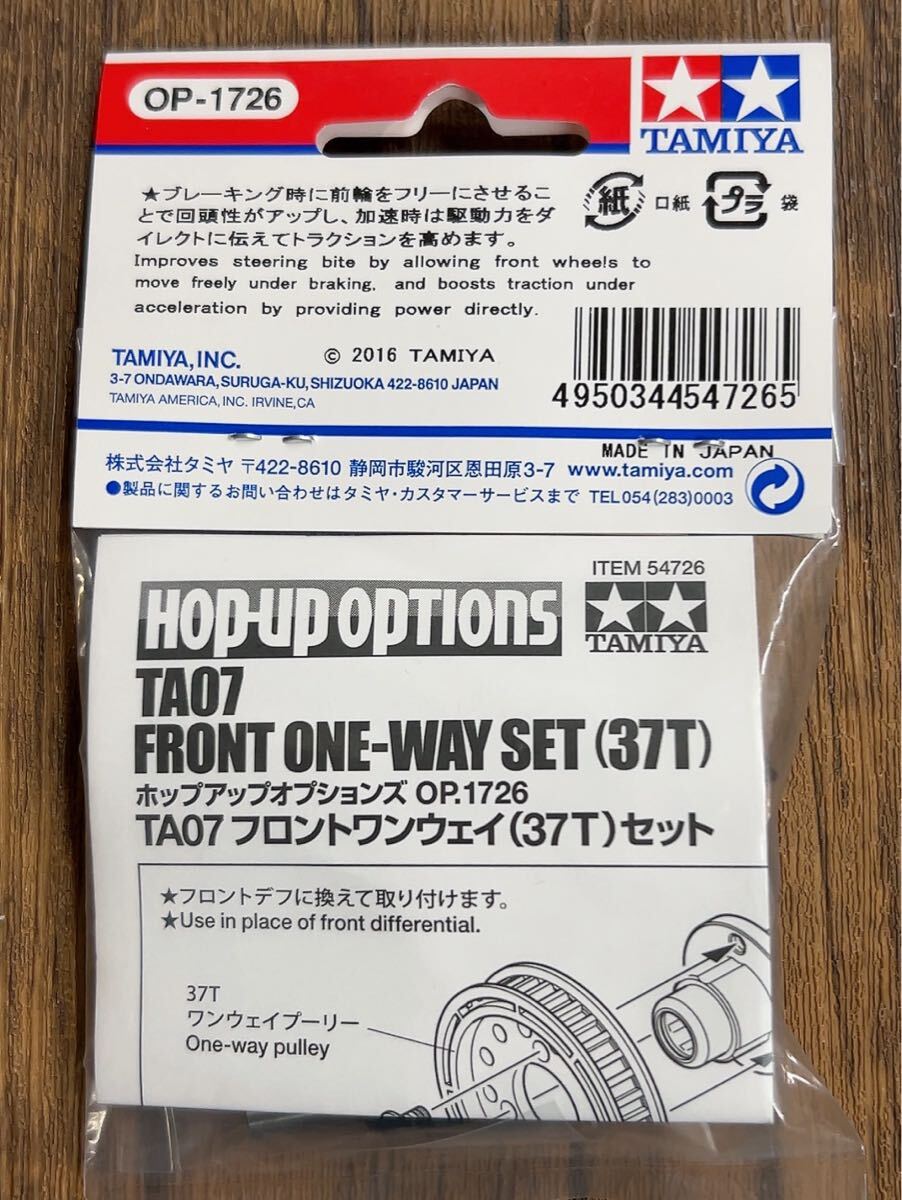 OP-1726
TAMIYA
★ブレーキング時に前輪をフリーにさせるこ
とで回頭性がアップし、加速時は駆動力をダ
イレクトに伝えてトラクションを高めます。
紙 口紙 プラ 袋
Improves steering bite by allowing front wheels to
move freely under braking, and boosts traction under
acceleration by providing power directly.
TAMIYA, INC. © 2016 TAMIYA
3-7 ONDAWARA, SURUGA-KU, SHIZUOKA 422-8610 JAPAN
TAMIYA AMERICA, INC. IRVINE, CA
4950344547265
MADE IN JAPAN
株式会社タミヤ 〒422-8610 静岡市駿河区恩田原3-7 www.tamiya.com
●製品に関するお問い合わせはタミヤ・カスタマーサービスまで TEL054(283)0003
ITEM 54726
HOP-UP OPTIONS
TAMIYA
TA07
FRONT ONE-WAY SET (37T)
ホップアップオプションズ OP.1726
TA07 フロントワンウェイ(37T)セット
★フロントデフに換えて取り付けます。
★Use in place of front differential.
37T
ワンウェイプーリー
One-way pulley